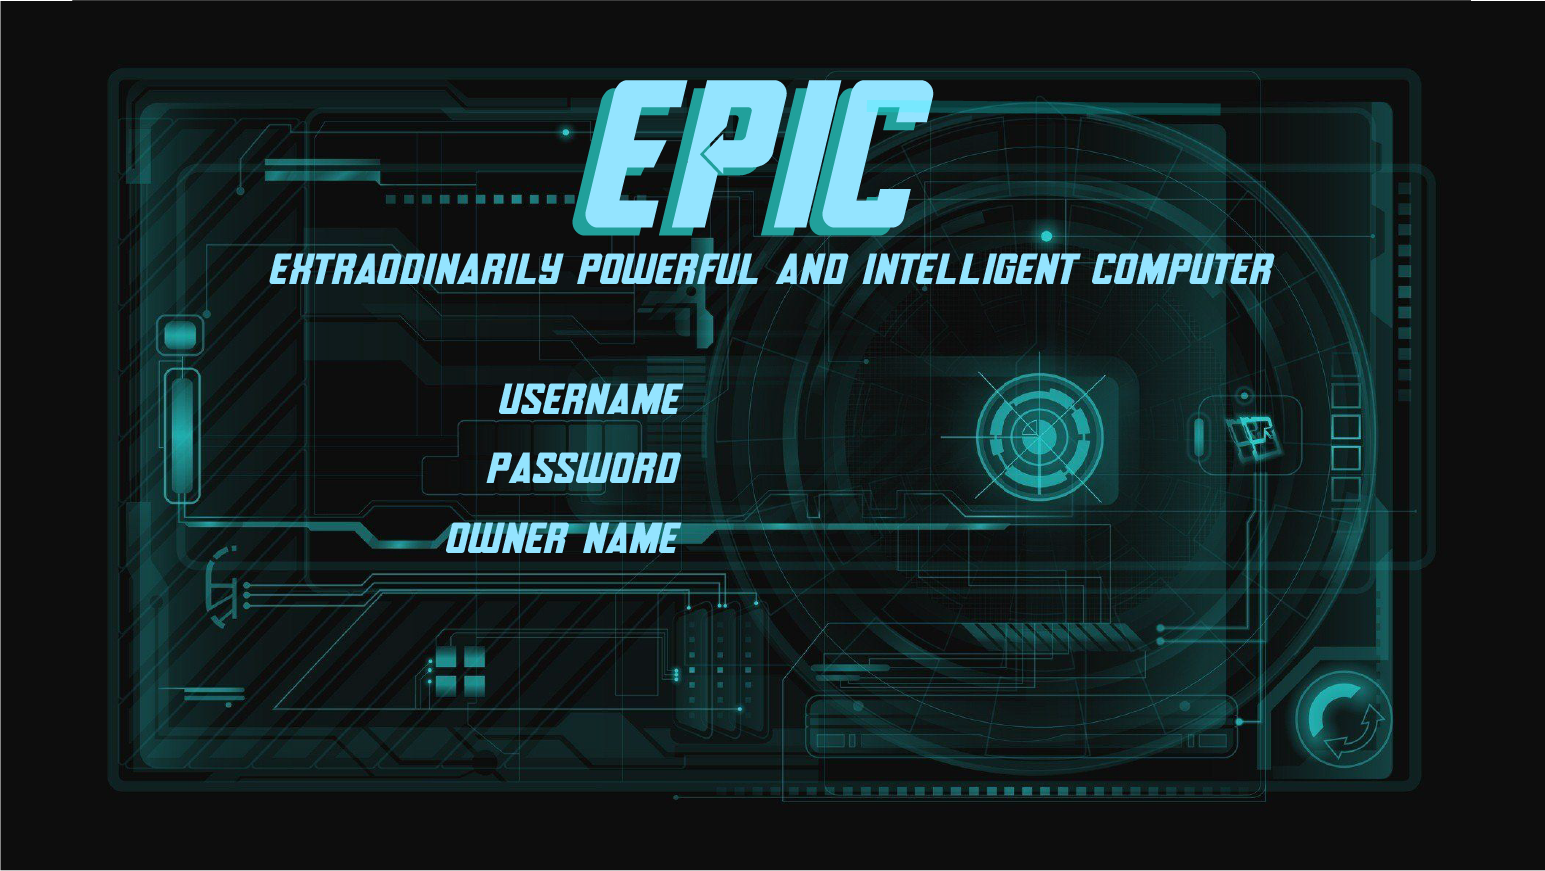 EPIC
EXTRAODINARILY POWERFUL AND INTELLIGENT COMPUTER
USERNAME
PASSWORD
OWNER NAME